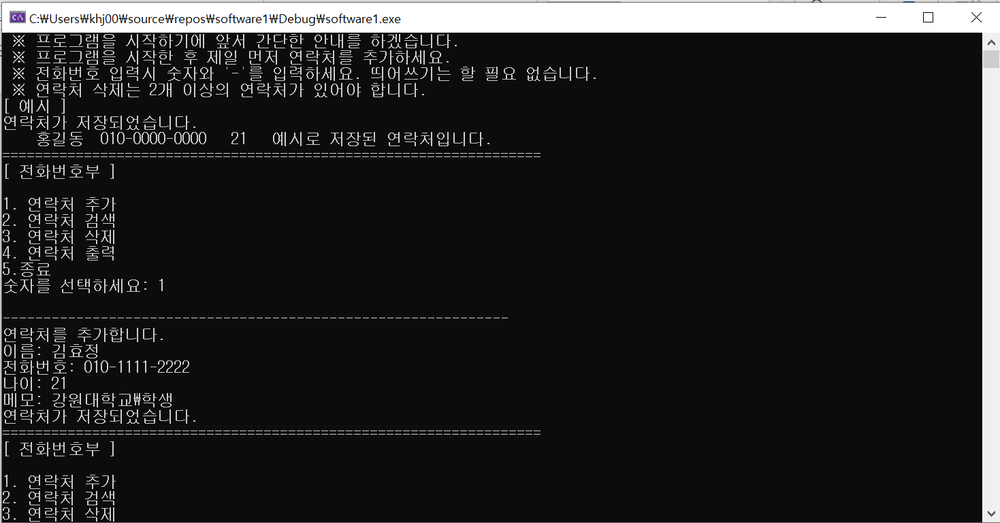 C:₩Users₩khj00₩source₩repos₩software1₩Debug₩software1.exe
※ 프로그램을 시작하기에 앞서 간단한 안내를 하겠습니다.
※ 프로그램을 시작한 후 제일 먼저 연락처를 추가하세요.
※ 전화번호 입력시 숫자와 '-'를 입력하세요. 띄어쓰기는 할 필요 없습니다.
※ 연락처 삭제는 2개 이상의 연락처가 있어야 합니다.
[ 예시 ]
연락처가 저장되었습니다.
홍길동 010-0000-0000 21 예시로 저장된 연락처입니다.
==================================================================
[ 전화번호부 ]
1. 연락처 추가
2. 연락처 검색
3. 연락처 삭제
4. 연락처 출력
5.종료
숫자를 선택하세요: 1
--------------------------------------------------------------
연락처를 추가합니다.
이름: 김효정
전화번호: 010-1111-2222
나이: 21
메모: 강원대학교₩학생
연락처가 저장되었습니다.
==================================================================
[ 전화번호부 ]
1. 연락처 추가
2. 연락처 검색
3. 연락처 삭제